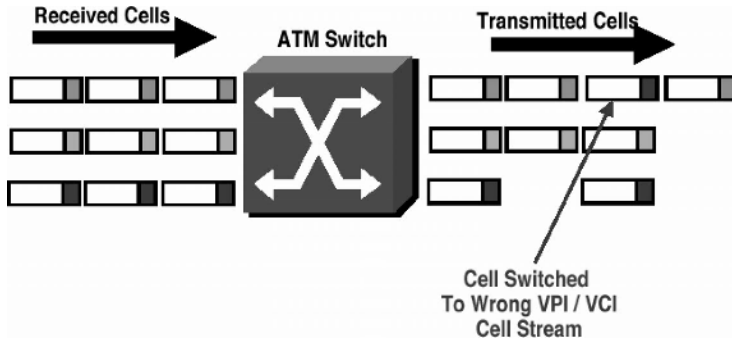 Received Cells
ATM Switch
Transmitted Cells
Cell Switched
To Wrong VPI / VCI
Cell Stream